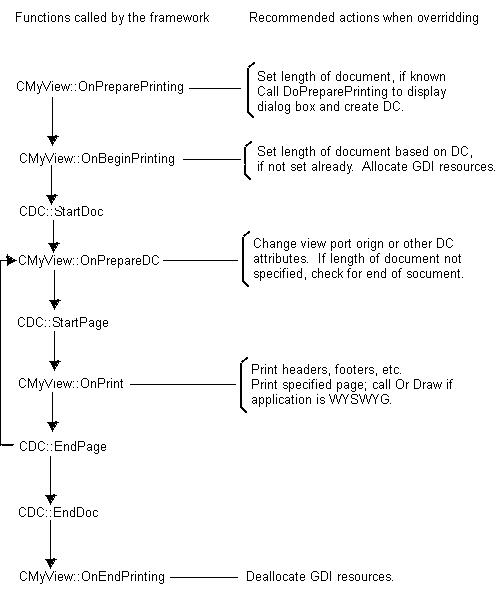 Functions called by the framework
Recommended actions when overridding
CMyView::OnPreparePrinting
Set length of document, if known
Call DoPreparePrinting to display
dialog box and create DC.
CMyView::OnBeginPrinting
Set length of document based on DC,
if not set already. Allocate GDI resources.
CDC::StartDoc
CMyView::OnPrepareDC
Change view port orign or other DC
attributes. If length of document not
specified, check for end of socument.
CDC::StartPage
CMyView::OnPrint
Print headers, footers, etc.
Print specified page; call Or Draw if
application is WYSWYG.
CDC::EndPage
CDC::EndDoc
CMyView::OnEndPrinting
Deallocate GDI resources.